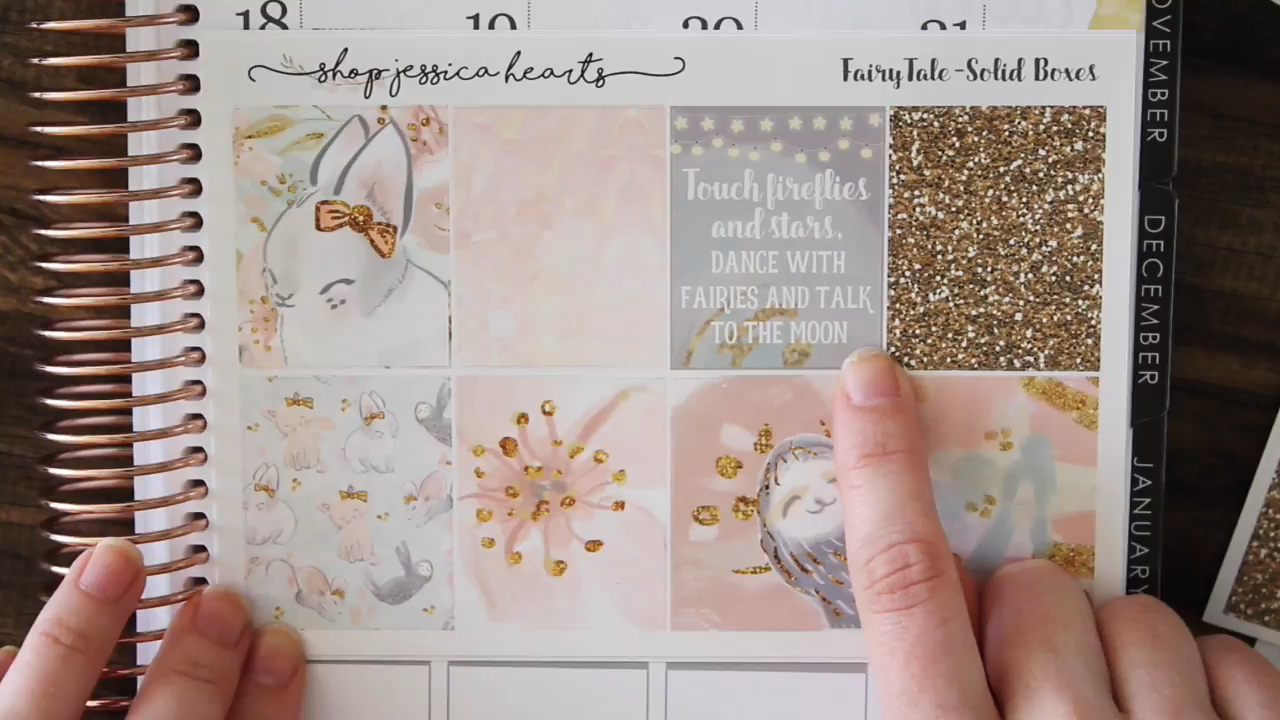 18
19
20
21
shop jessica hearts
FairyTale-Solid Boxes
Touch fireflies
and stars,
DANCE WITH
FAIRIES AND TALK
TO THE MOON
OVEMBER
DECEMBER
JANUARY